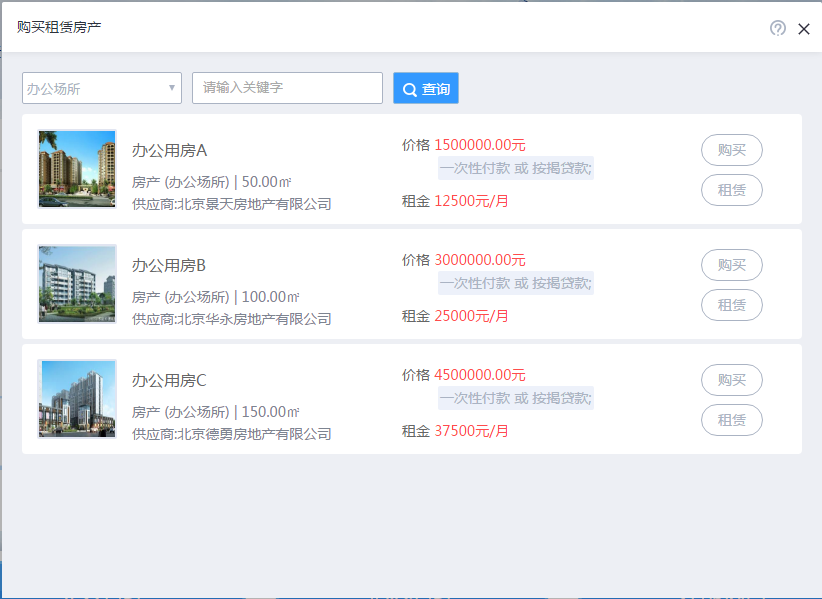 购买租赁房产
办公场所
请输入关键字
查询
办公用房A
房产 (办公场所) | 50.00㎡
供应商:北京景天房地产有限公司
价格 1500000.00元
一次性付款 或 按揭贷款;
租金 12500元/月
购买
租赁
办公用房B
房产 (办公场所) | 100.00㎡
供应商:北京华永房地产有限公司
价格 3000000.00元
一次性付款 或 按揭贷款;
租金 25000元/月
购买
租赁
办公用房C
房产 (办公场所) | 150.00㎡
供应商:北京德勇房地产有限公司
价格 4500000.00元
一次性付款 或 按揭贷款;
租金 37500元/月
购买
租赁